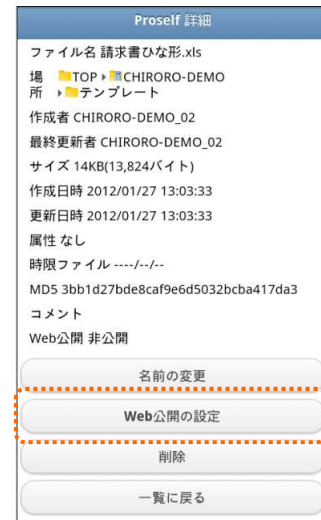 Proself 詳細
ファイル名 請求書ひな形.xls
場所 TOP ▸ CHIRORO-DEMO
▸ テンプレート
作成者 CHIRORO-DEMO_02
最終更新者 CHIRORO-DEMO_02
サイズ 14KB(13,824バイト)
作成日時 2012/01/27 13:03:33
更新日時 2012/01/27 13:03:33
属性 なし
時限ファイル ----/--/--
MD5 3bb1d27bde8caf9e6d5032bcba417da3
コメント
Web公開 非公開
名前の変更
Web公開の設定
削除
一覧に戻る